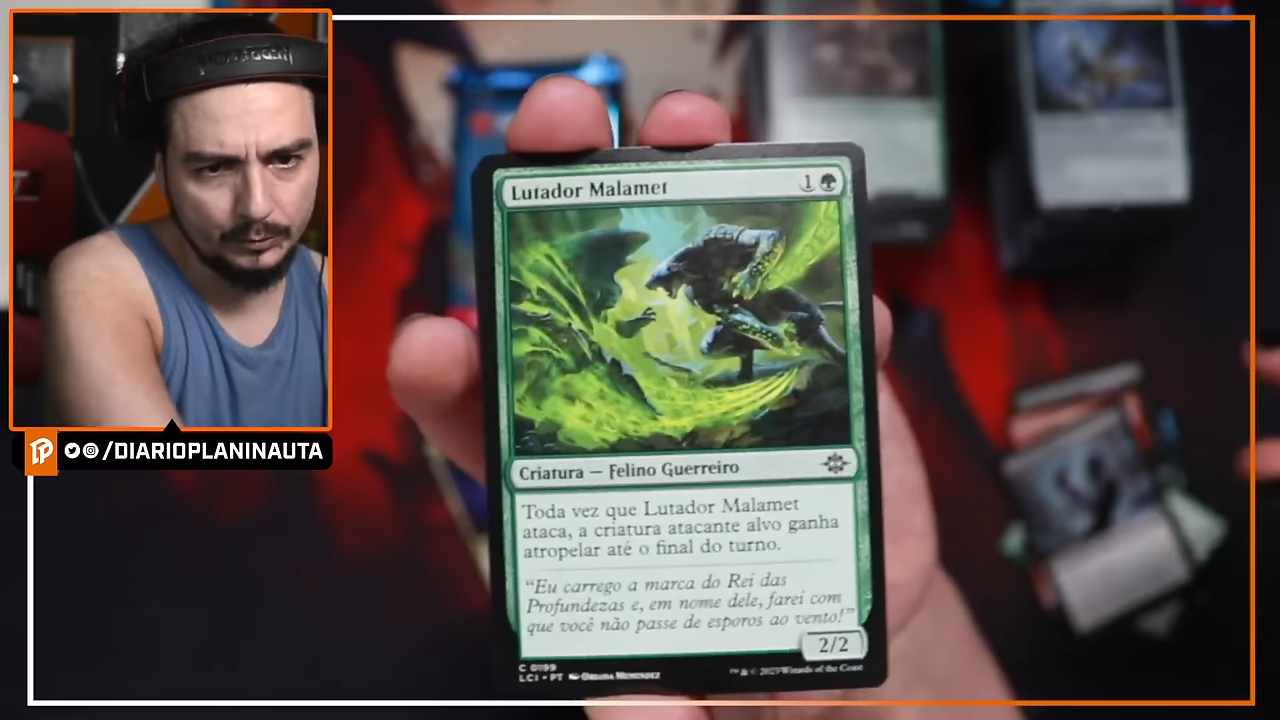 /DIARIOPLANINAUTA
Lutador Malamet
1
Criatura — Felino Guerreiro
Toda vez que Lutador Malamet
ataca, a criatura atacante alvo ganha
atropelar até o final do turno.
“Eu carrego a marca do Rei das
Profundezas e, em nome dele, farei com
que você não passe de esporos ao vento!”
2/2
C 0199
LCI • PT
™ & © 2023 Wizards of the Coast